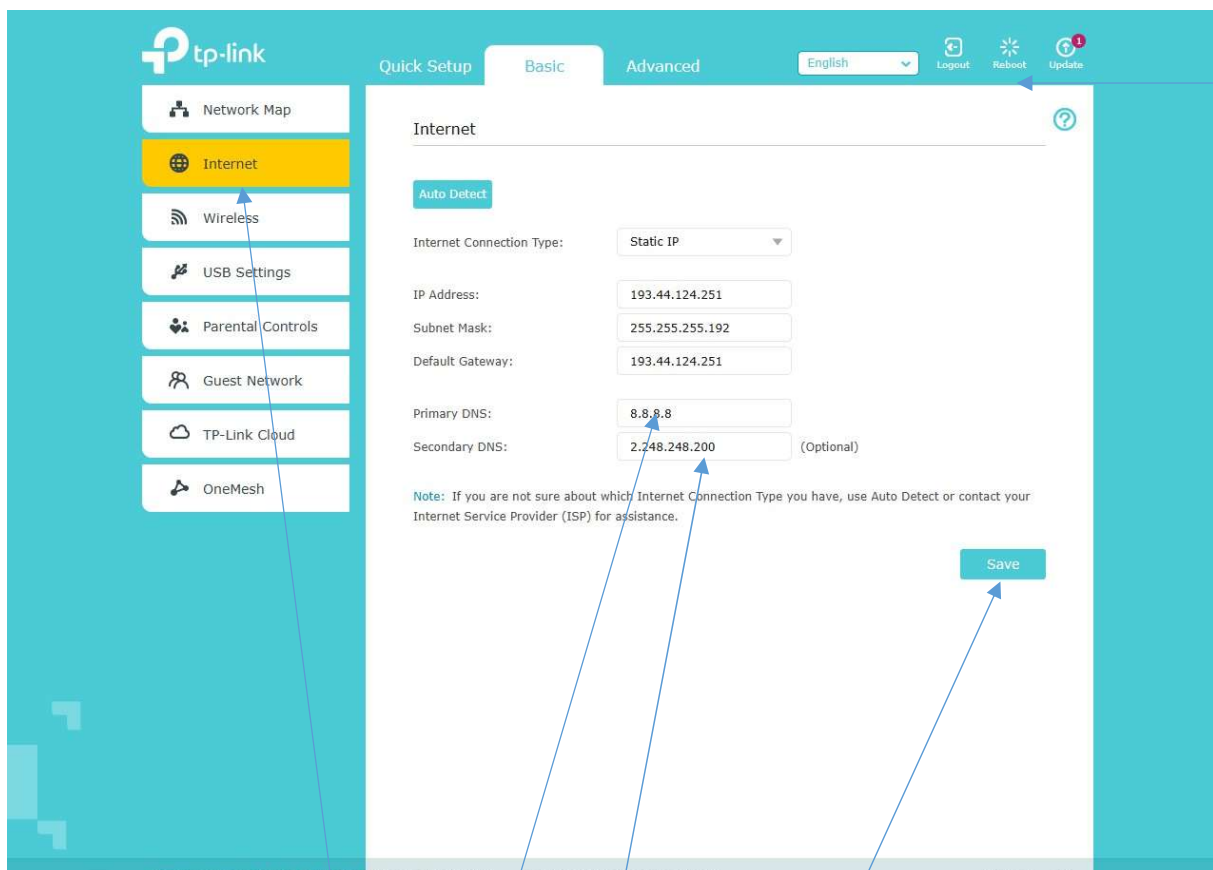 tp-link
Quick Setup
Basic
Advanced
English
Logout
Reboot
1
Update
Network Map
Internet
Wireless
USB Settings
Parental Controls
Guest Network
TP-Link Cloud
OneMesh
Internet
?
Auto Detect
Internet Connection Type: Static IP
IP Address: 193.44.124.251
Subnet Mask: 255.255.255.192
Default Gateway: 193.44.124.251
Primary DNS: 8.8.8.8
Secondary DNS: 2.248.248.200 (Optional)
Note: If you are not sure about which Internet Connection Type you have, use Auto Detect or contact your
Internet Service Provider (ISP) for assistance.
Save